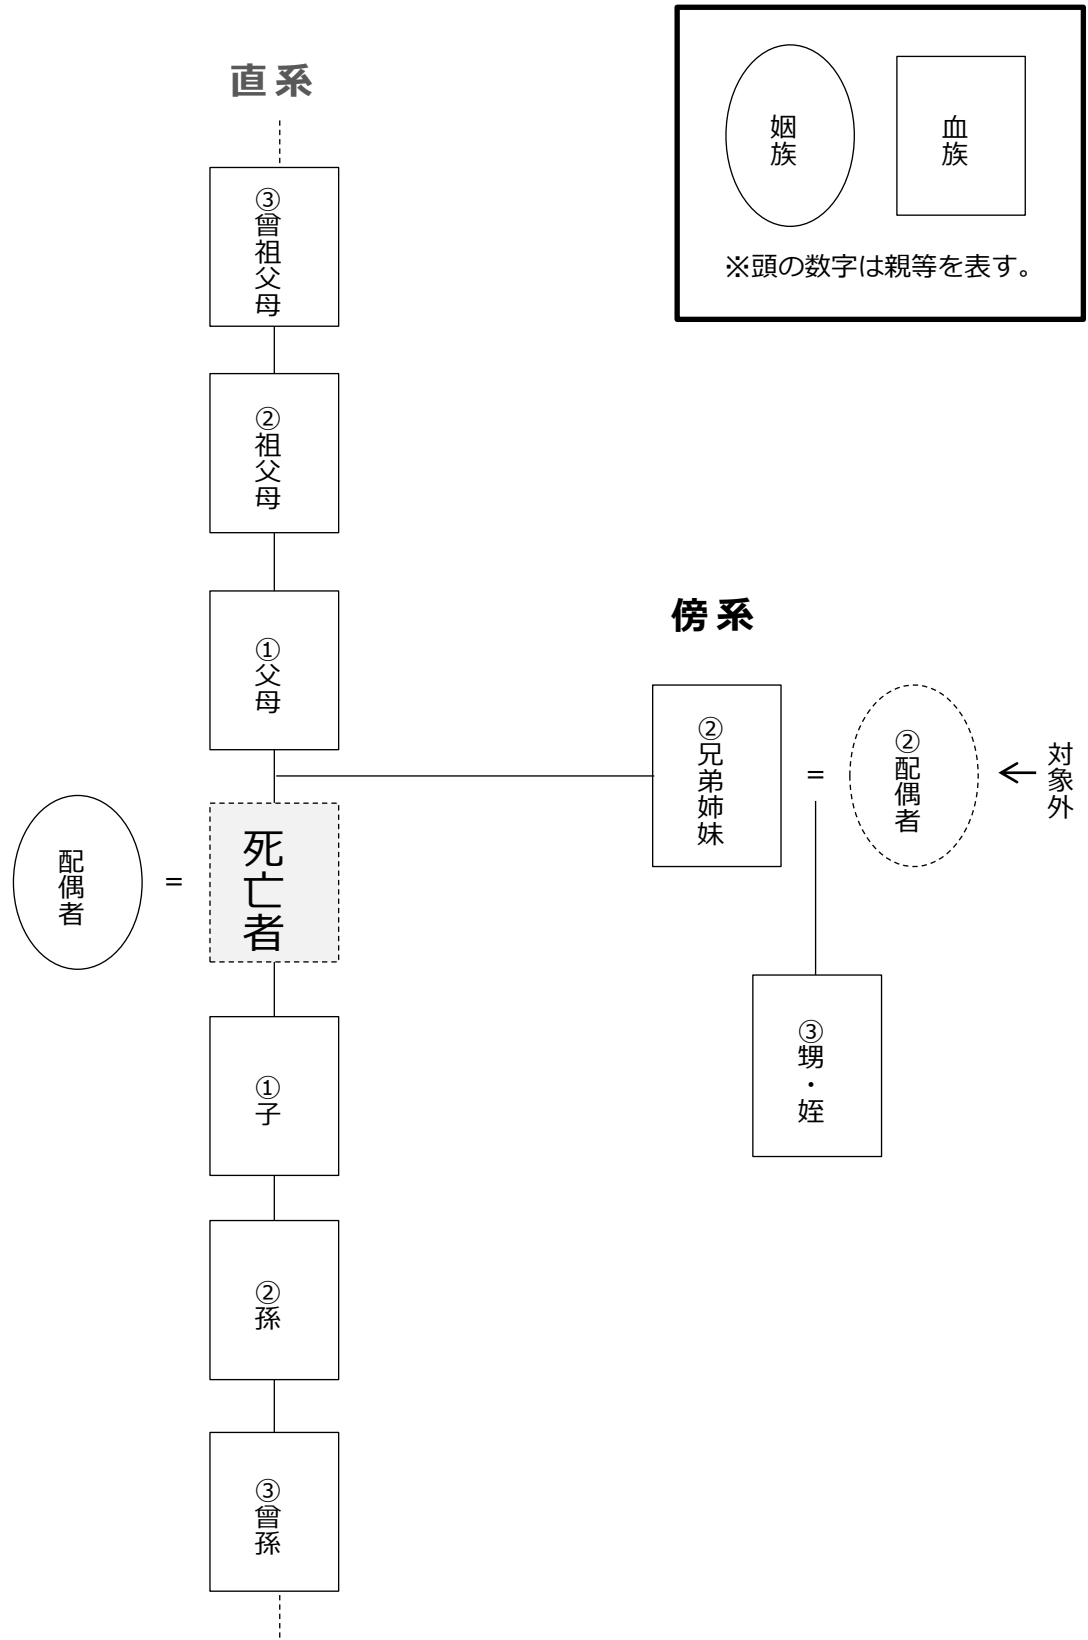 直系
姻族
血族
※頭の数字は親等を表す。
③曾祖父母
②祖父母
①父母
傍系
②兄弟姉妹
=
②配偶者
対象外
配偶者
=
死亡者
③甥・姪
①子
②孫
③曾孫